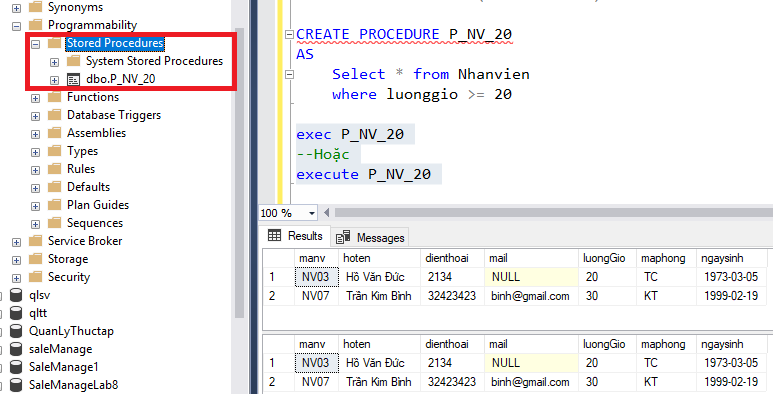 Synonyms
Programmability
Stored Procedures
System Stored Procedures
dbo.P_NV_20
Functions
Database Triggers
Assemblies
Types
Rules
Defaults
Plan Guides
Sequences
Service Broker
Storage
Security
qlsv
qltt
QuanLyThuctap
saleManage
SaleManage1
SaleManageLab8
CREATE PROCEDURE P_NV_20
AS
Select * from Nhanvien
where luonggio >= 20
exec P_NV_20
--Hoặc
execute P_NV_20
100 %
Results Messages
manv hoten dienthoai mail luongGio maphong ngaysinh
1 NV03 Hồ Văn Đức 2134 NULL 20 TC 1973-03-05
2 NV07 Trần Kim Bình 32423423 binh@gmail.com 30 KT 1999-02-19
manv hoten dienthoai mail luongGio maphong ngaysinh
1 NV03 Hồ Văn Đức 2134 NULL 20 TC 1973-03-05
2 NV07 Trần Kim Bình 32423423 binh@gmail.com 30 KT 1999-02-19